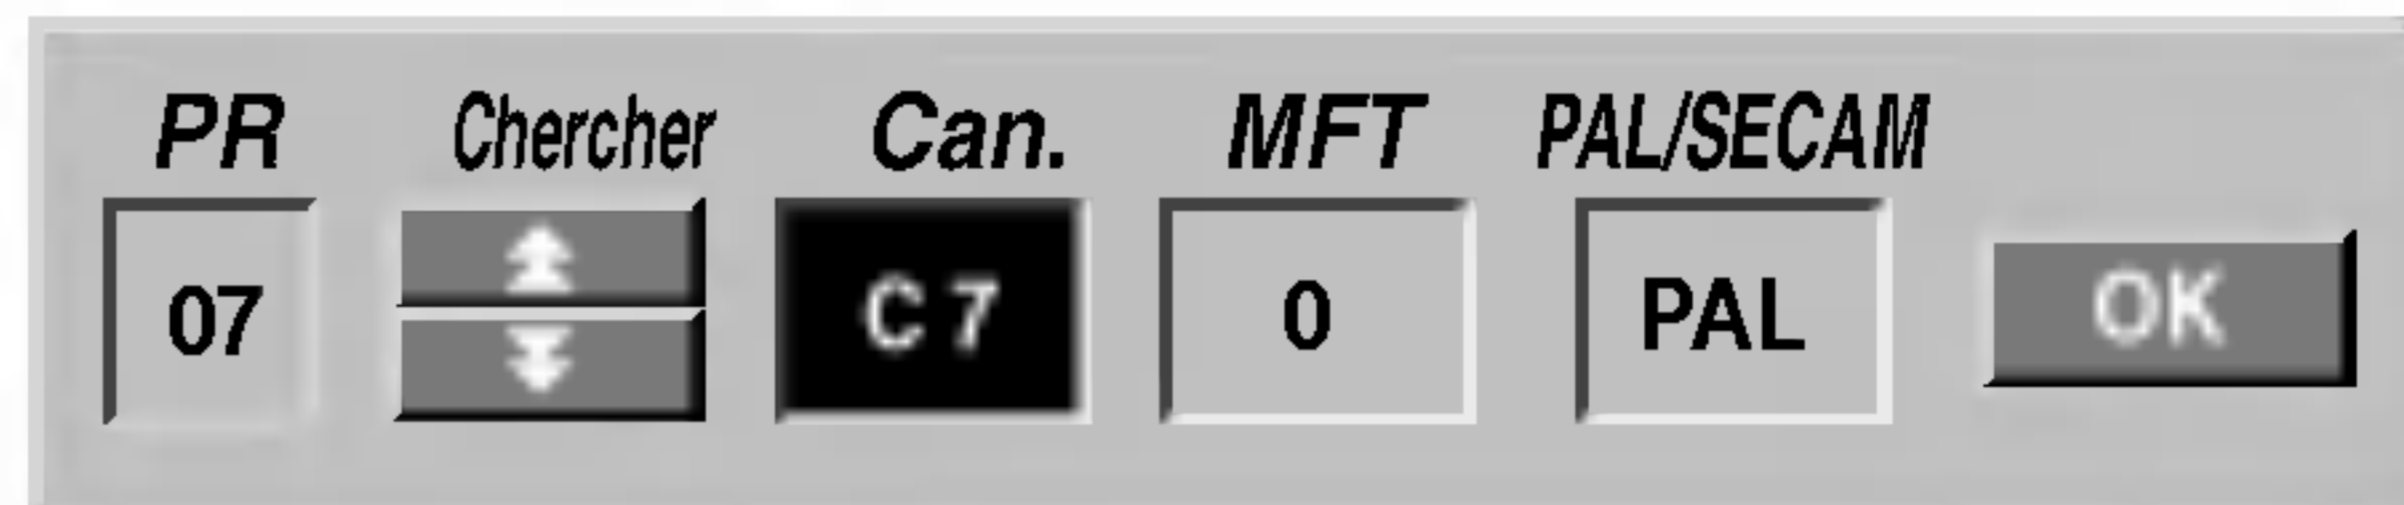 PR Chercher Can. MFT PAL/SECAM
07 C 7 0 PAL OK